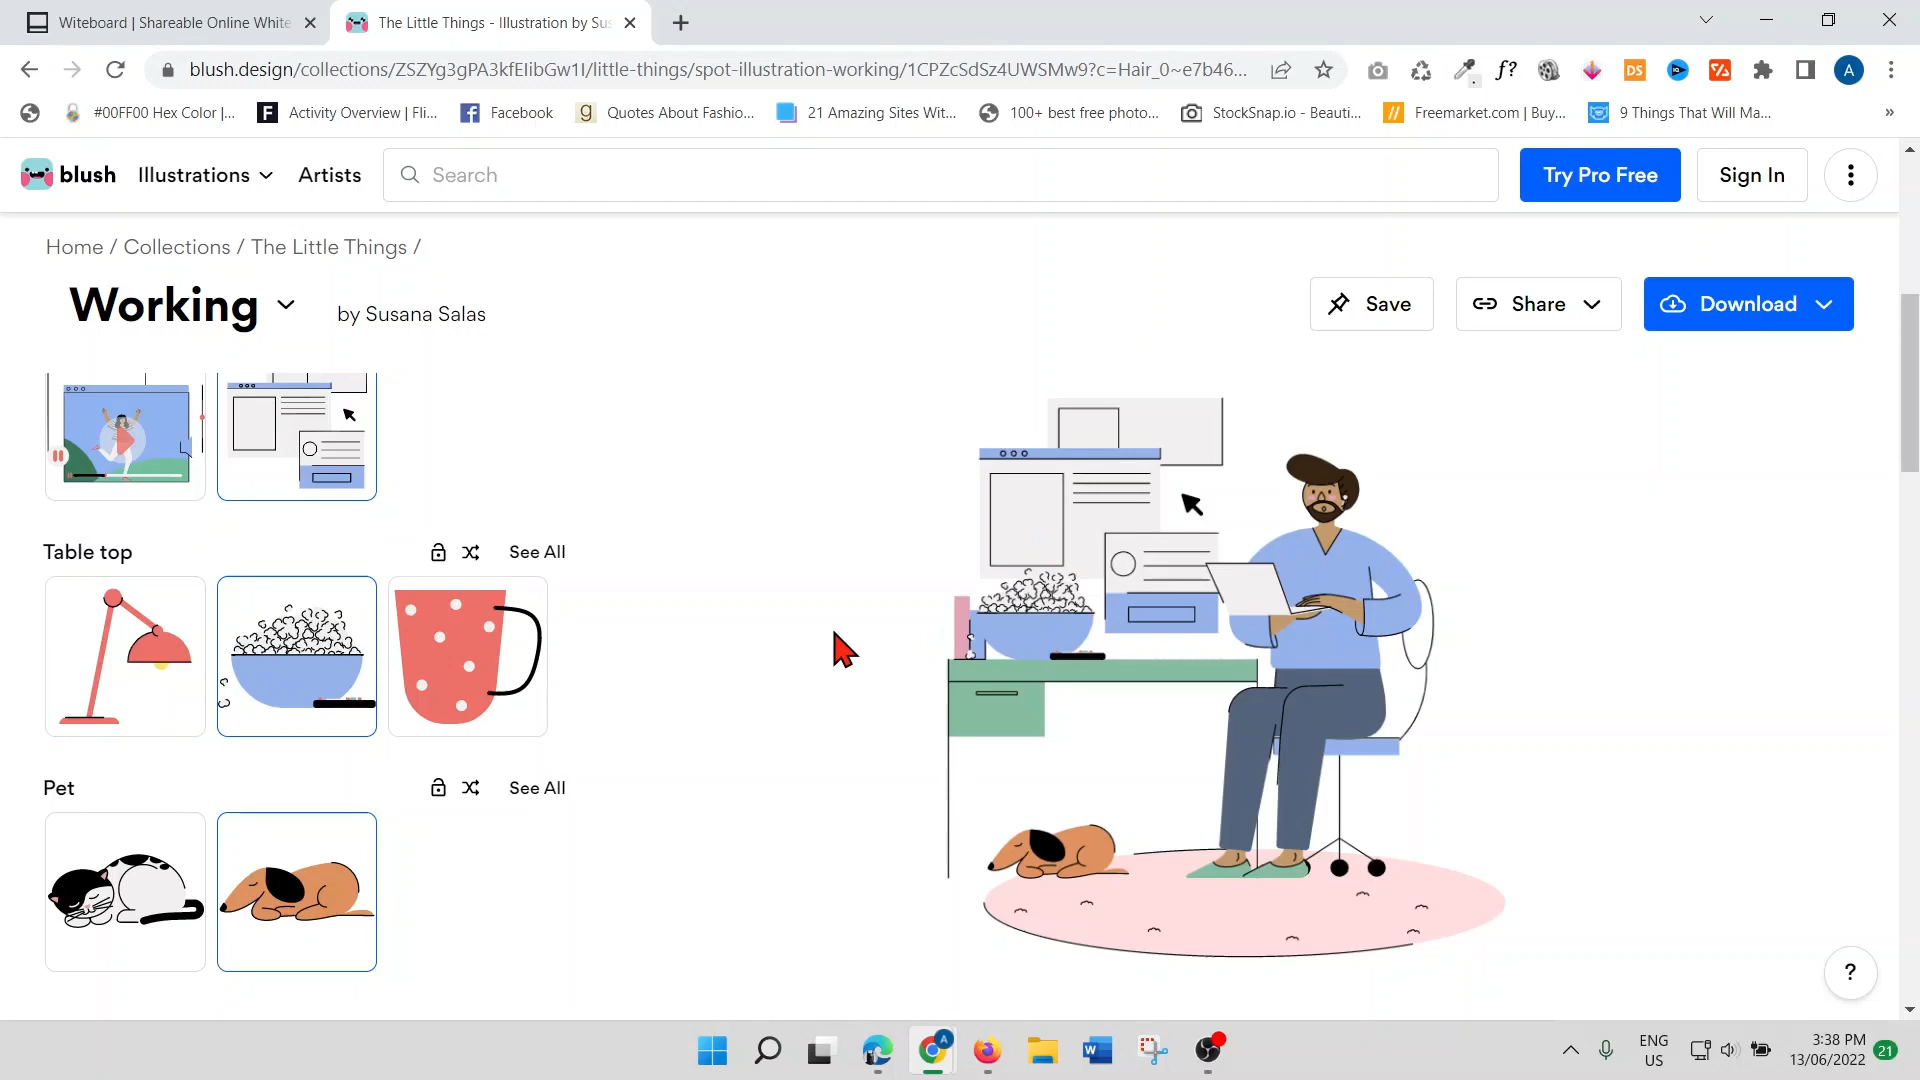 Witeboard | Shareable Online White
The Little Things - Illustration by Sus
blush.design/collections/ZSZYg3gPA3kfEIibGw1I/little-things/spot-illustration-working/1CPZcSdSz4UWSMw9?c=Hair_0~e7b46...
f?
DS
A
#00FF00 Hex Color |...
Activity Overview | Fli...
Facebook
Quotes About Fashio...
21 Amazing Sites Wit...
100+ best free photo...
StockSnap.io - Beauti...
Freemarket.com | Buy...
9 Things That Will Ma...
»
blush
Illustrations
Artists
Search
Try Pro Free
Sign In
Home / Collections / The Little Things /
Working
by Susana Salas
Save
Share
Download
Table top
See All
Pet
See All
?
ENG
US
3:38 PM
13/06/2022
21